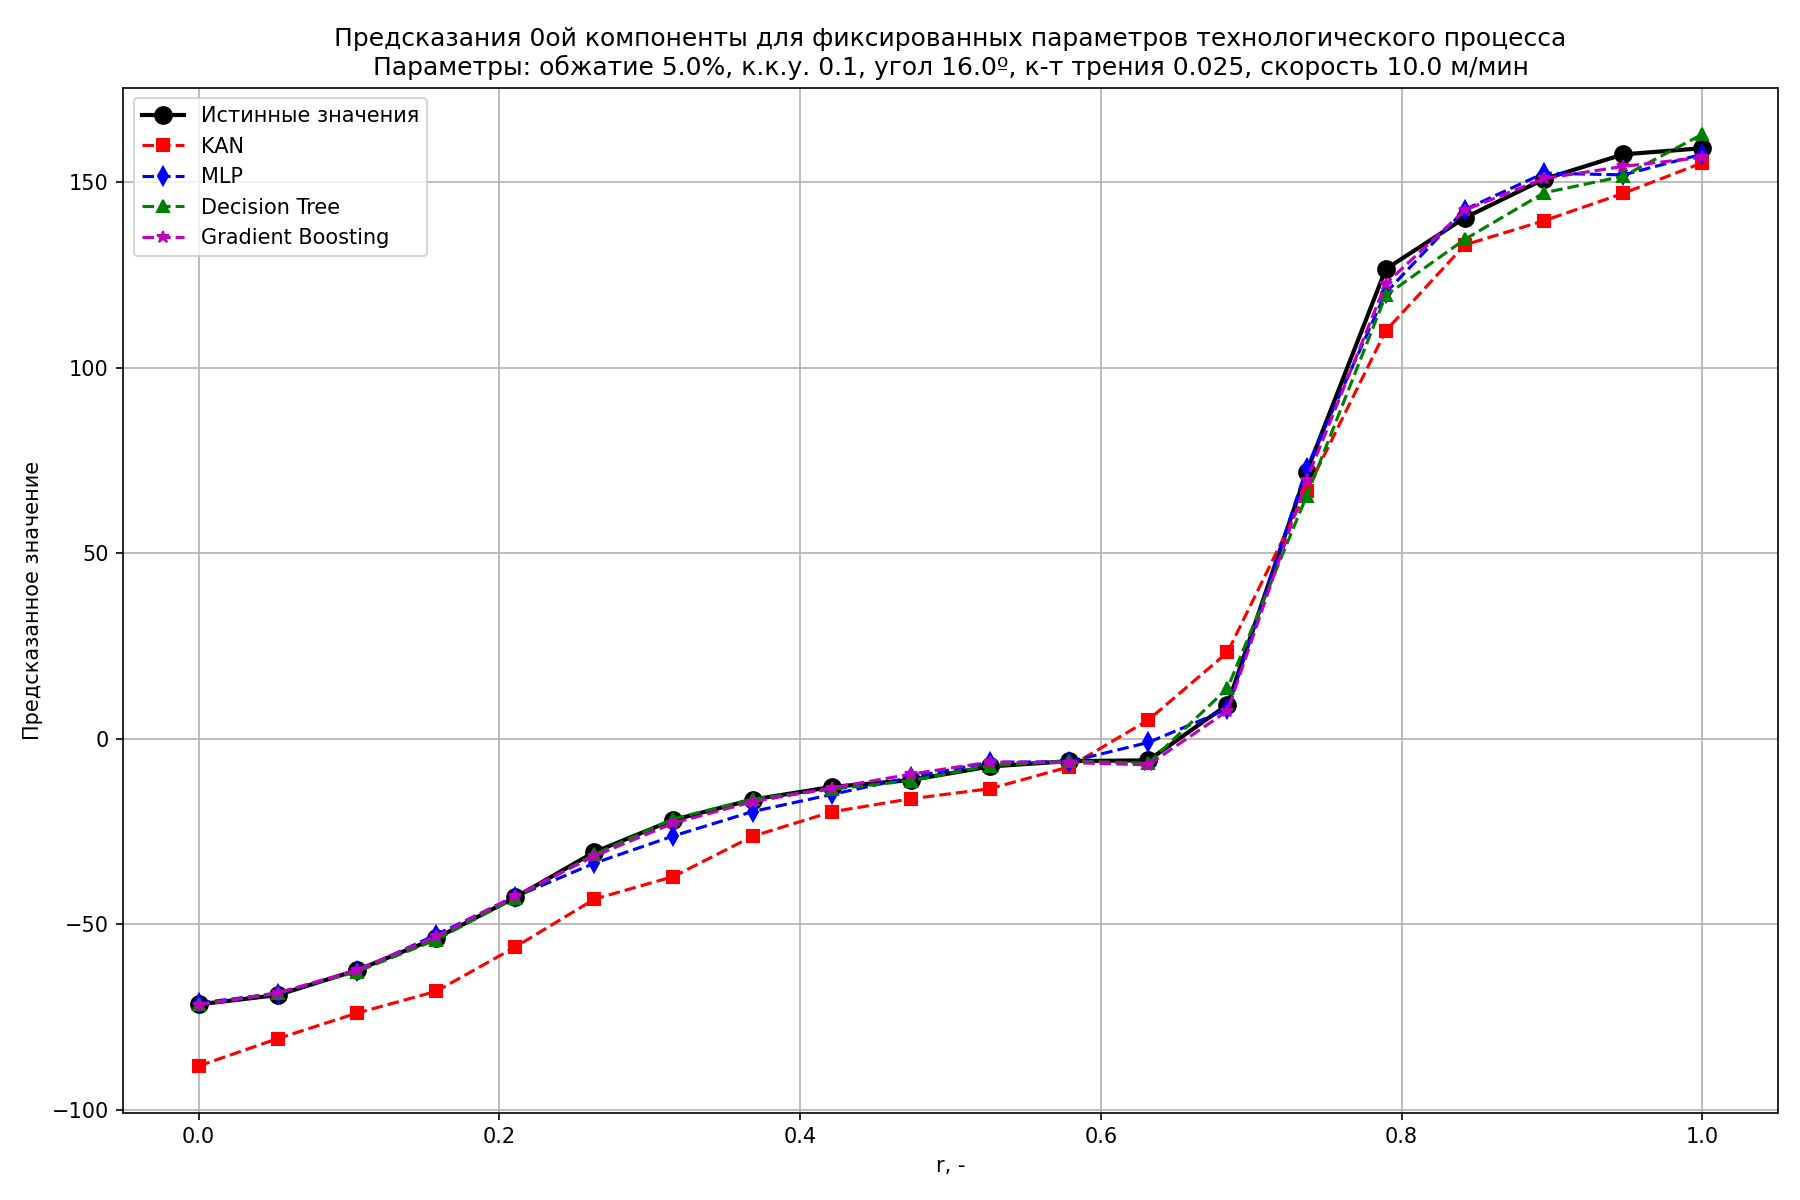 Предсказания 0ой компоненты для фиксированных параметров технологического процесса
Параметры: обжатие 5.0%, к.к.у. 0.1, угол 16.0º, к-т трения 0.025, скорость 10.0 м/мин
Истинные значения
KAN
MLP
Decision Tree
Gradient Boosting
Предсказанное значение
150
100
50
0
−50
−100
0.0 0.2 0.4 0.6 0.8 1.0
r, -